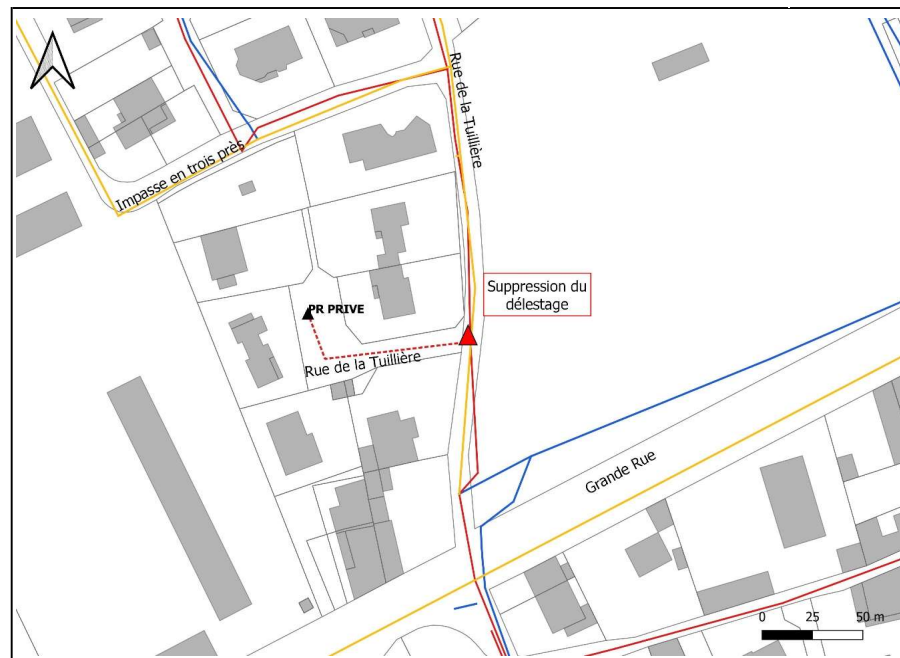 Rue de la Tuillière
Impasse en trois près
Suppression du
délestage
PR PRIVE
Rue de la Tuillière
Grande Rue
0 25 50 m